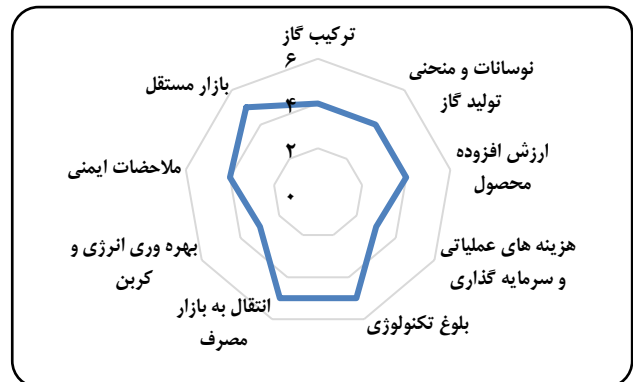 ترکیب گاز
نوسانات و منحنی
تولید گاز
ارزش افزوده
محصول
هزینه های عملیاتی
و سرمایه گذاری
بلوغ تکنولوژی
انتقال به بازار
مصرف
بهره وری انرژی و
کربن
ملاحضات ایمنی
بازار مستقل
۶
۴
۲
۰